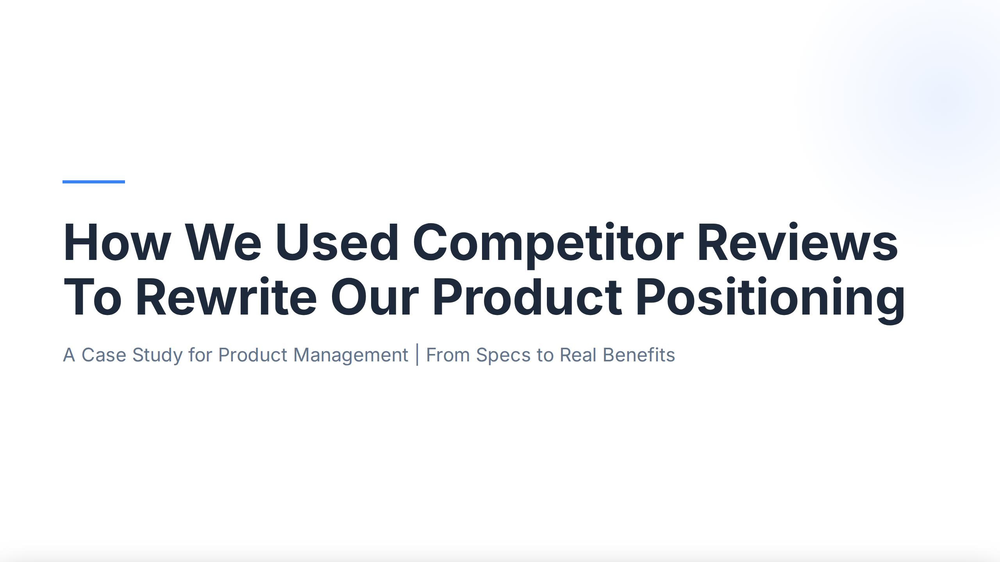 How We Used Competitor Reviews
To Rewrite Our Product Positioning
A Case Study for Product Management | From Specs to Real Benefits